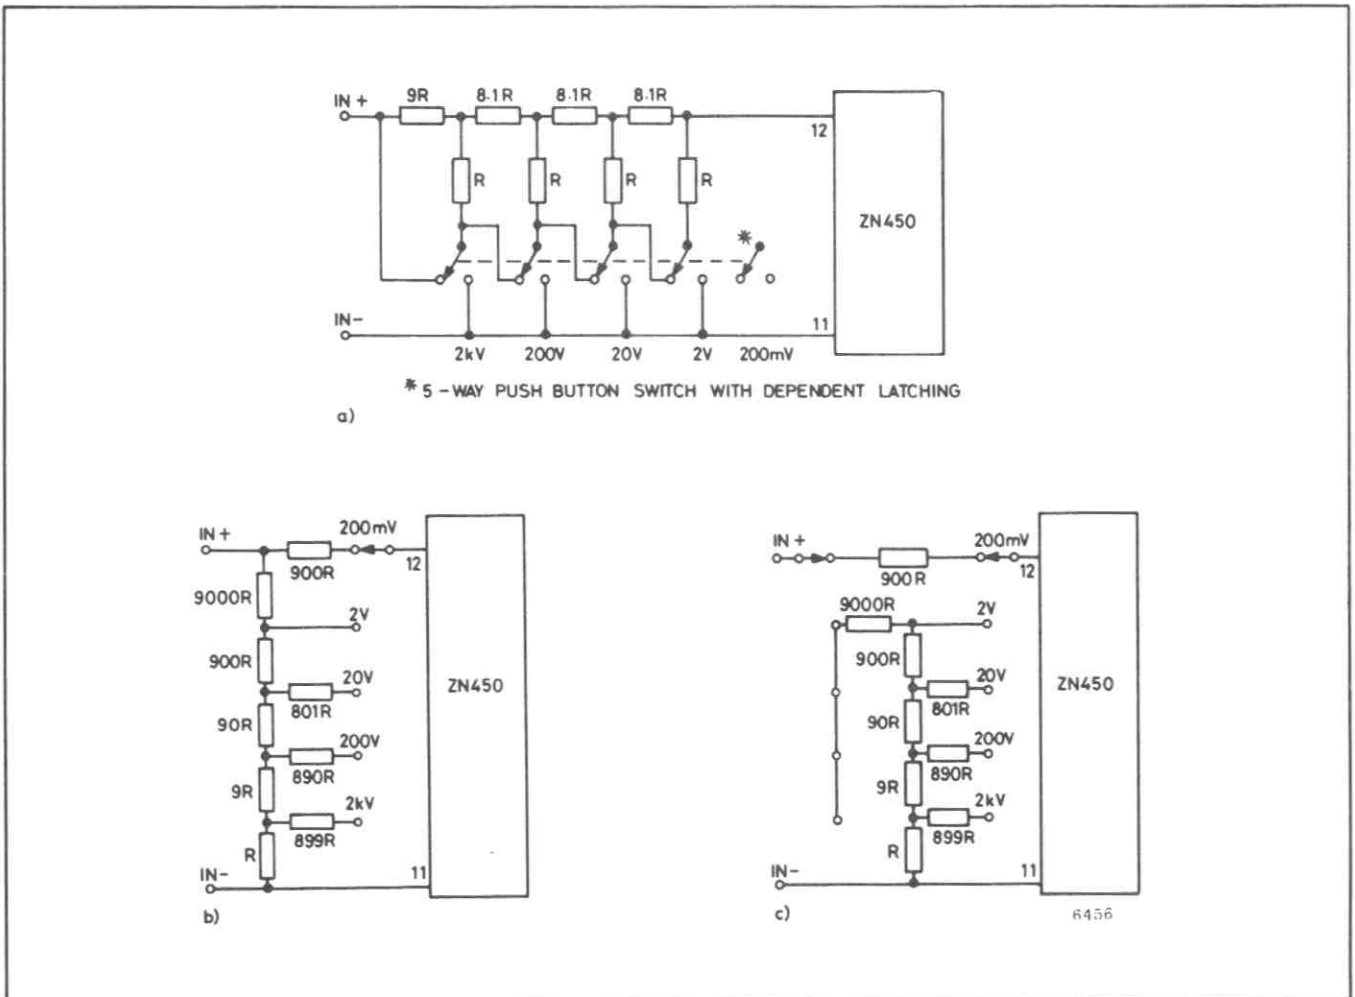 IN +
9R 8.1R 8.1R 8.1R
12
R R R R
ZN450
*
IN-
11
2kV 200V 20V 2V 200mV
* 5-WAY PUSH BUTTON SWITCH WITH DEPENDENT LATCHING
a)
IN +
200mV
12
900R
9000R
2V
900R
20V
ZN450
801R
90R
200V
890R
9R
2kV
899R
R
IN-
11
b)
IN +
200mV
12
900R
9000R
2V
900R
20V
ZN450
801R
90R
200V
890R
9R
2kV
899R
R
IN-
11
c)
6456